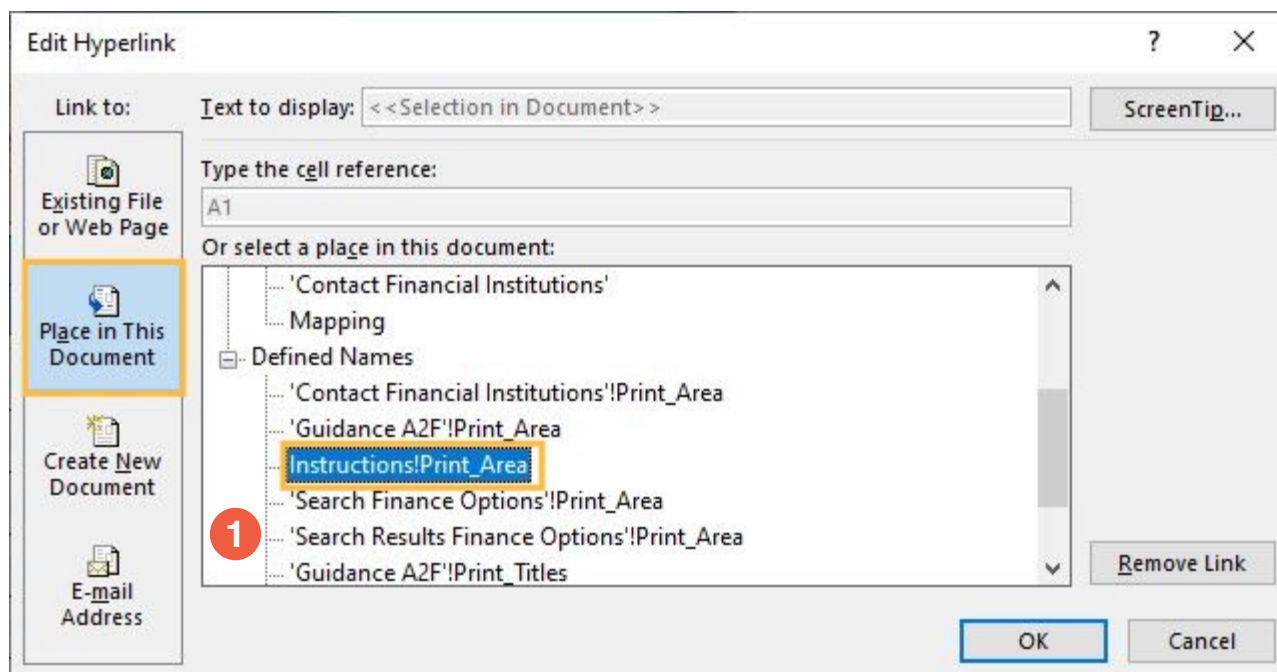 Edit Hyperlink
?
Link to:
Text to display:
<<Selection in Document>>
ScreenTip...
Existing File
or Web Page
Type the cell reference:
A1
Or select a place in this document:
Place in This
Document
'Contact Financial Institutions'
Mapping
Defined Names
'Contact Financial Institutions'!Print_Area
'Guidance A2F'!Print_Area
Instructions!Print_Area
'Search Finance Options'!Print_Area
1
'Search Results Finance Options'!Print_Area
'Guidance A2F'!Print_Titles
Create New
Document
E-mail
Address
Remove Link
OK
Cancel